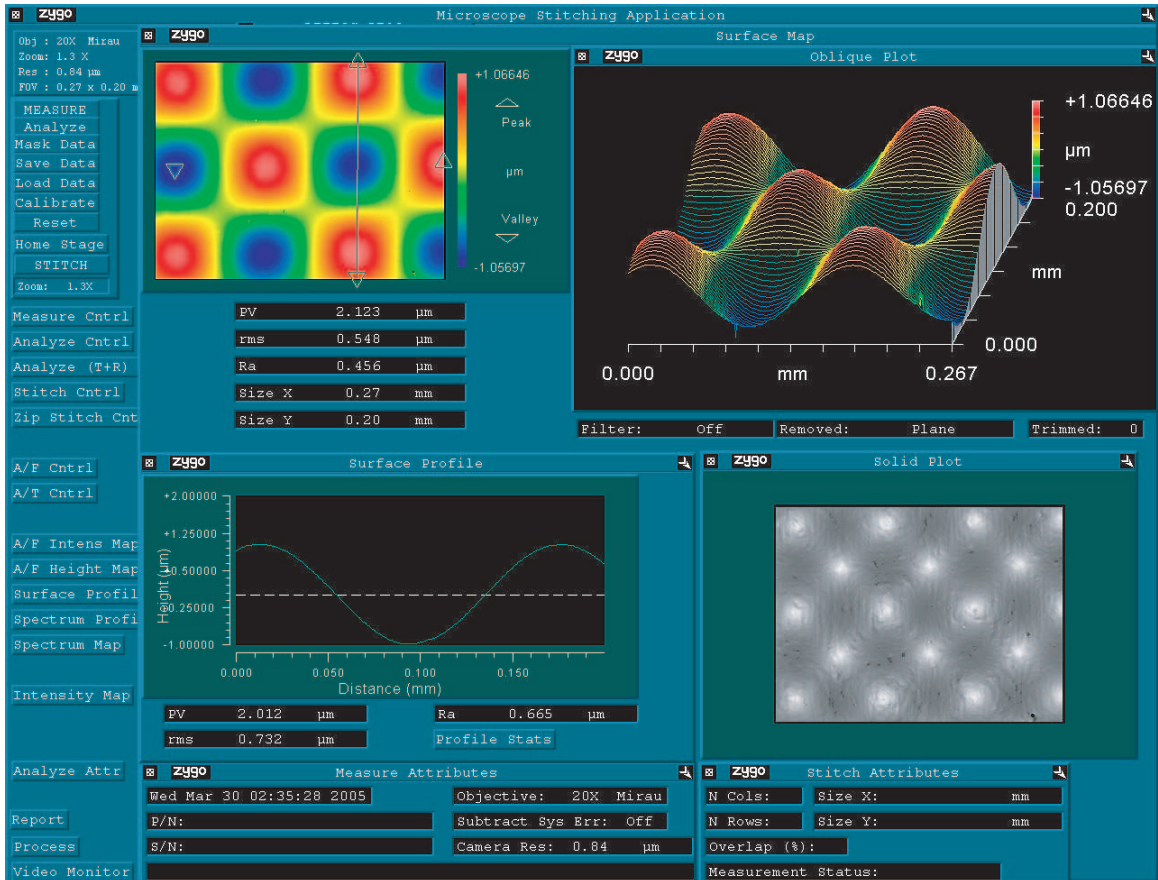 zygo Microscope Stitching Application
Obj : 20X Mirau
Zoom: 1.3 X
Res : 0.84 µm
FOV : 0.27 x 0.20 m
MEASURE
Analyze
Mask Data
Save Data
Load Data
Calibrate
Reset
Home Stage
STITCH
Zoom: 1.3X
Measure Cntrl
Analyze Cntrl
Analyze (T+R)
Stitch Cntrl
Zip Stitch Cnt
A/F Cntrl
A/T Cntrl
A/F Intens Map
A/F Height Map
Surface Profil
Spectrum Profi
Spectrum Map
Intensity Map
Analyze Attr
Report
Process
Video Monitor
zygo Surface Map
+1.06646
Peak
µm
Valley
-1.05697
PV 2.123 µm
rms 0.548 µm
Ra 0.456 µm
Size X 0.27 mm
Size Y 0.20 mm
zygo Oblique Plot
+1.06646
µm
-1.05697
0.200
mm
0.000
0.000 mm 0.267
Filter: Off Removed: Plane Trimmed: 0
zygo Surface Profile
+2.00000
+1.25000
+0.50000
-0.25000
-1.00000
Height (µm)
0.000 0.050 0.100 0.150
Distance (mm)
PV 2.012 µm Ra 0.665 µm
rms 0.732 µm Profile Stats
zygo Solid Plot
zygo Measure Attributes
Wed Mar 30 02:35:28 2005 Objective: 20X Mirau
P/N: Subtract Sys Err: Off
S/N: Camera Res: 0.84 µm
zygo Stitch Attributes
N Cols: Size X: mm
N Rows: Size Y: mm
Overlap (%):
Measurement Status: